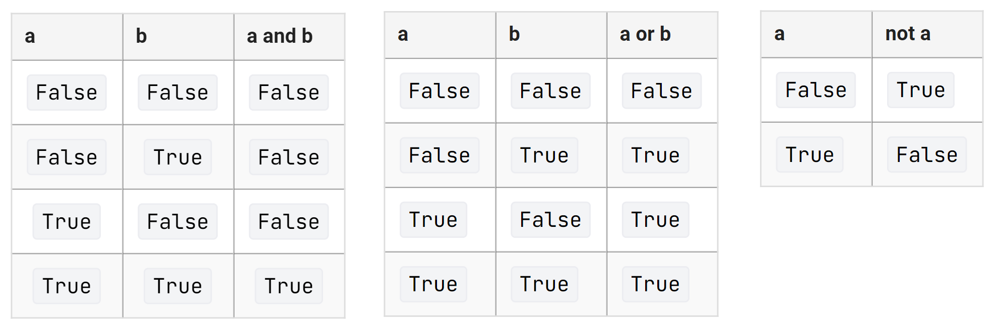 a b a and b
False False False
False True False
True False False
True True True
a b a or b
False False False
False True True
True False True
True True True
a not a
False True
True False